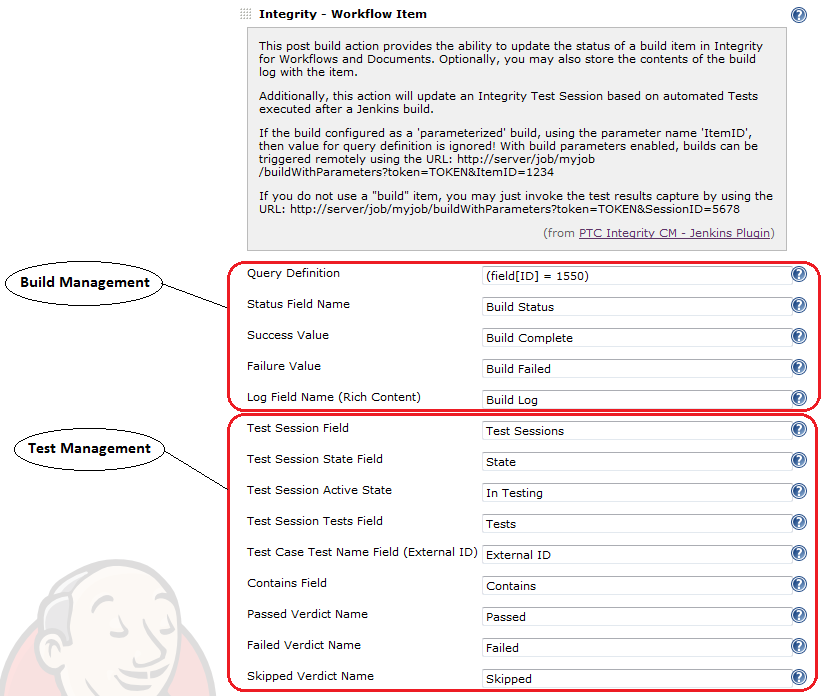 Integrity - Workflow Item
This post build action provides the ability to update the status of a build item in Integrity
for Workflows and Documents. Optionally, you may also store the contents of the build
log with the item.
Additionally, this action will update an Integrity Test Session based on automated Tests
executed after a Jenkins build.
If the build configured as a 'parameterized' build, using the parameter name 'ItemID',
then value for query definition is ignored! With build parameters enabled, builds can be
triggered remotely using the URL: http://server/job/myjob
/buildWithParameters?token=TOKEN&ItemID=1234
If you do not use a "build" item, you may just invoke the test results capture by using the
URL: http://server/job/myjob/buildWithParameters?token=TOKEN&SessionID=5678
(from PTC Integrity CM - Jenkins Plugin)
Build Management
Query Definition (field[ID] = 1550)
Status Field Name Build Status
Success Value Build Complete
Failure Value Build Failed
Log Field Name (Rich Content) Build Log
Test Management
Test Session Field Test Sessions
Test Session State Field State
Test Session Active State In Testing
Test Session Tests Field Tests
Test Case Test Name Field (External ID) External ID
Contains Field Contains
Passed Verdict Name Passed
Failed Verdict Name Failed
Skipped Verdict Name Skipped